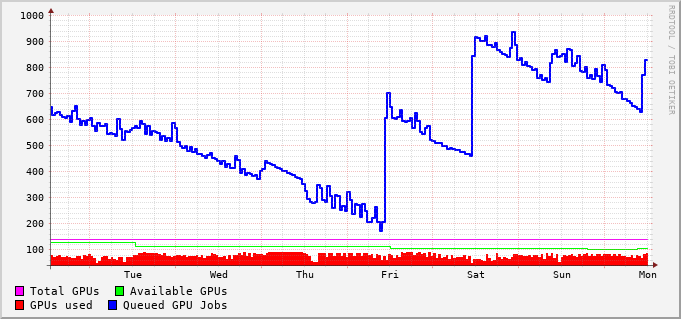 1000
900
800
700
600
500
400
300
200
100
Tue Wed Thu Fri Sat Sun Mon
Total GPUs Available GPUs
GPUs used Queued GPU Jobs
RRDTOOL / TOBI OETIKER